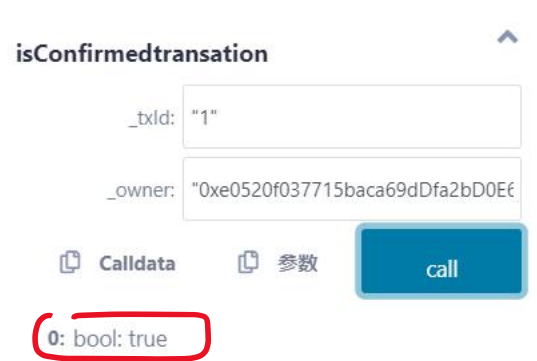 isConfirmedtransation
_txId: "1"
_owner: "0xe0520f037715baca69dDfa2bD0E6
Calldata 参数 call
0: bool: true